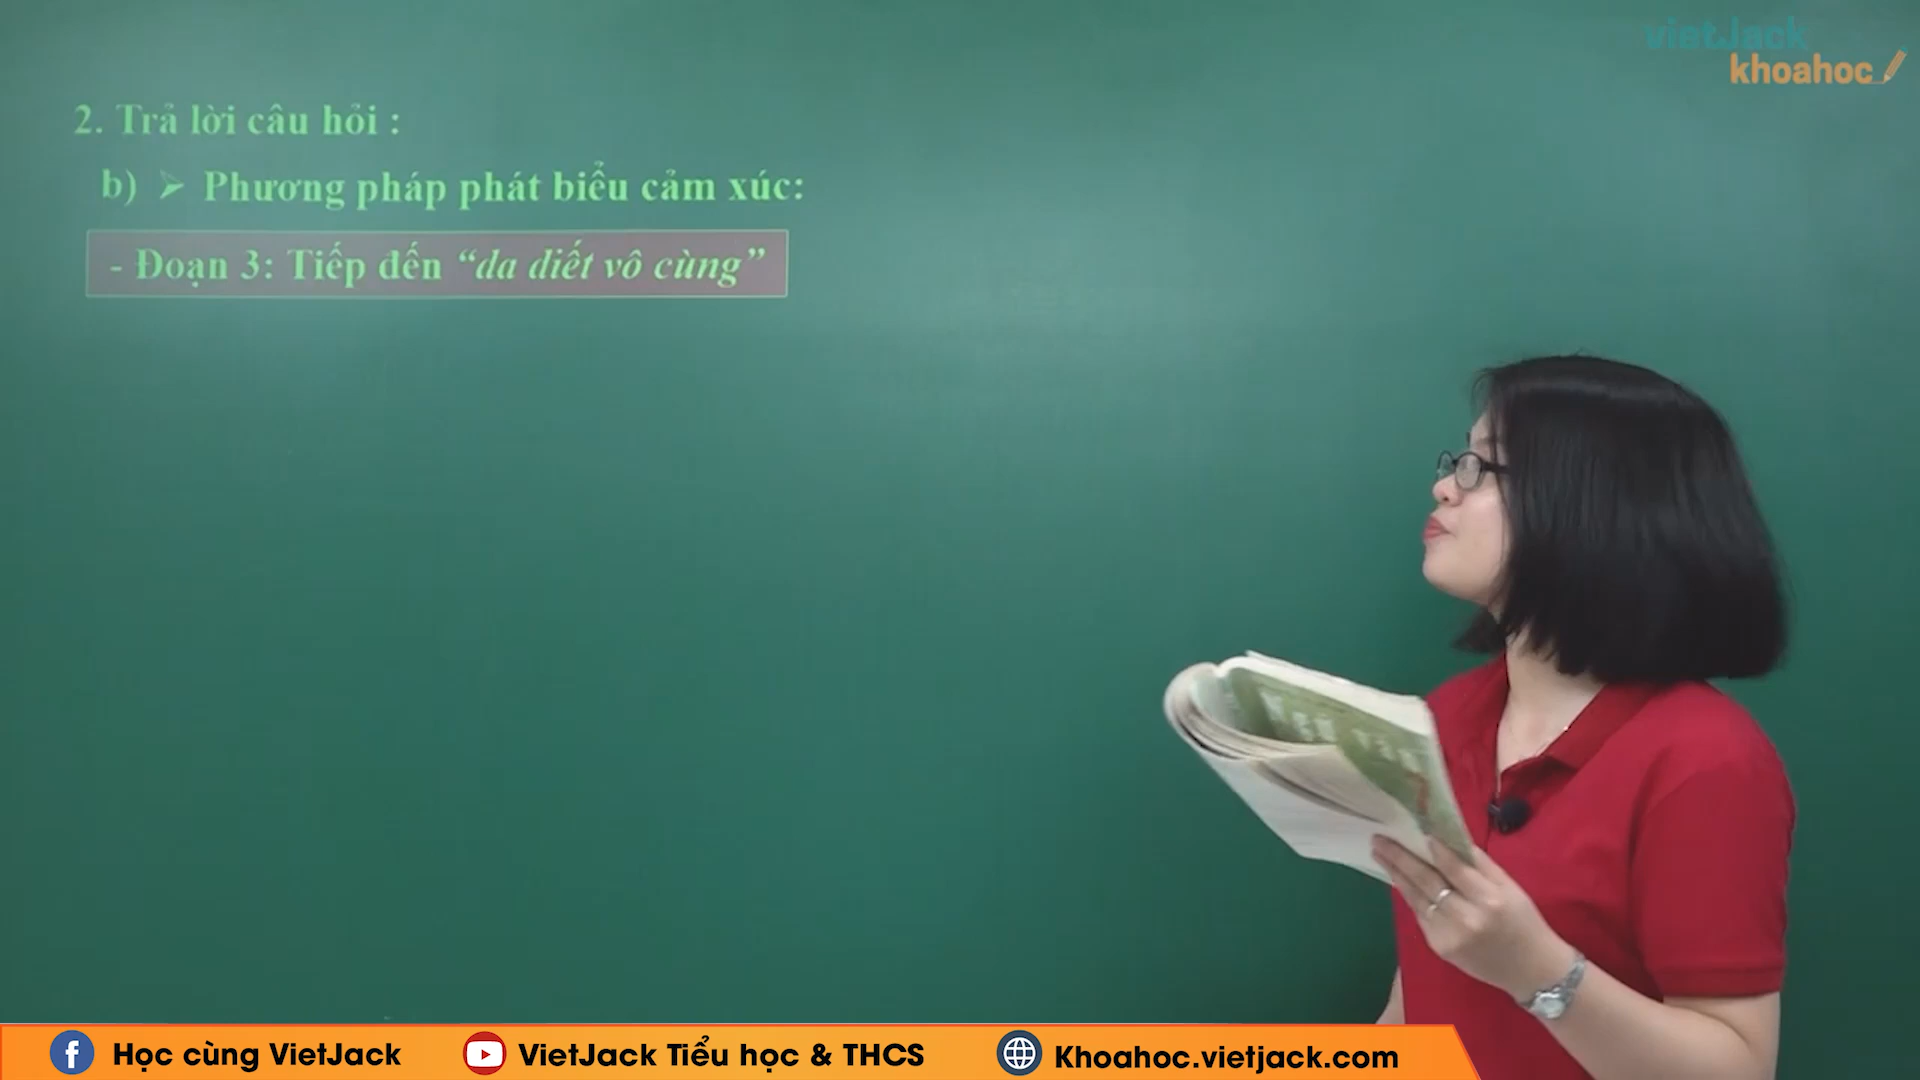 vietJack
khoahoc
2. Trả lời câu hỏi :
b) ➢ Phương pháp phát biểu cảm xúc:
- Đoạn 3: Tiếp đến “da diết vô cùng”
Học cùng VietJack
VietJack Tiểu học & THCS
Khoahoc.vietjack.com